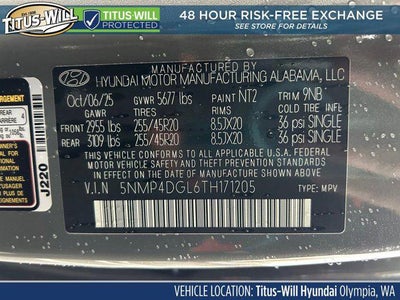 TITUS-WILL
TITUS-WILL
PROTECTED
48 HOUR RISK-FREE EXCHANGE
SEE STORE FOR DETAILS
MANUFACTURED BY
HYUNDAI MOTOR MANUFACTURING ALABAMA, LLC
Oct/06/25 GVWR 5677 lbs PAINT NT2 TRIM 9NB
GAWR TIRES RIMS COLD TIRE INFLATION
FRONT 2955 lbs 255/45R20 8.5JX20 36 psi SINGLE
REAR 3109 lbs 255/45R20 8.5JX20 36 psi SINGLE
THIS VEHICLE CONFORMS TO ALL APPLICABLE U.S.A. FEDERAL MOTOR
VEHICLE SAFETY AND THEFT PREVENTION STANDARDS IN EFFECT
ON THE DATE OF MANUFACTURE SHOWN ABOVE.
V.I.N 5NMP4DGL6TH171205 TYPE: MPV
REAR
4
J220
VEHICLE LOCATION: Titus-Will Hyundai Olympia, WA